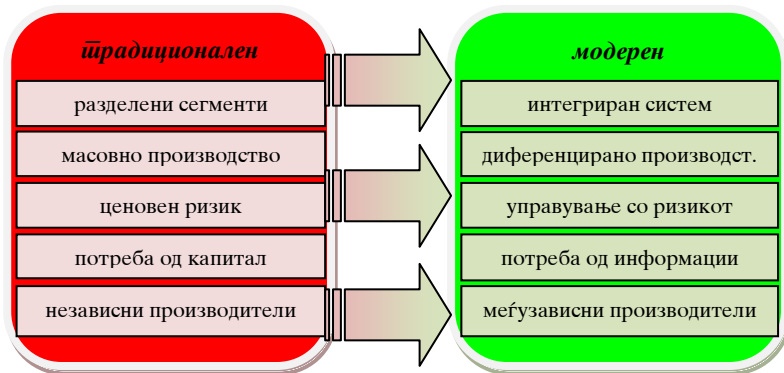 традиционален
разделени сегменти
масовно производство
ценовен ризик
потреба од капитал
независни производители
модерен
интегриран систем
диференцирано производст.
управување со ризикот
потреба од информации
меѓузависни производители